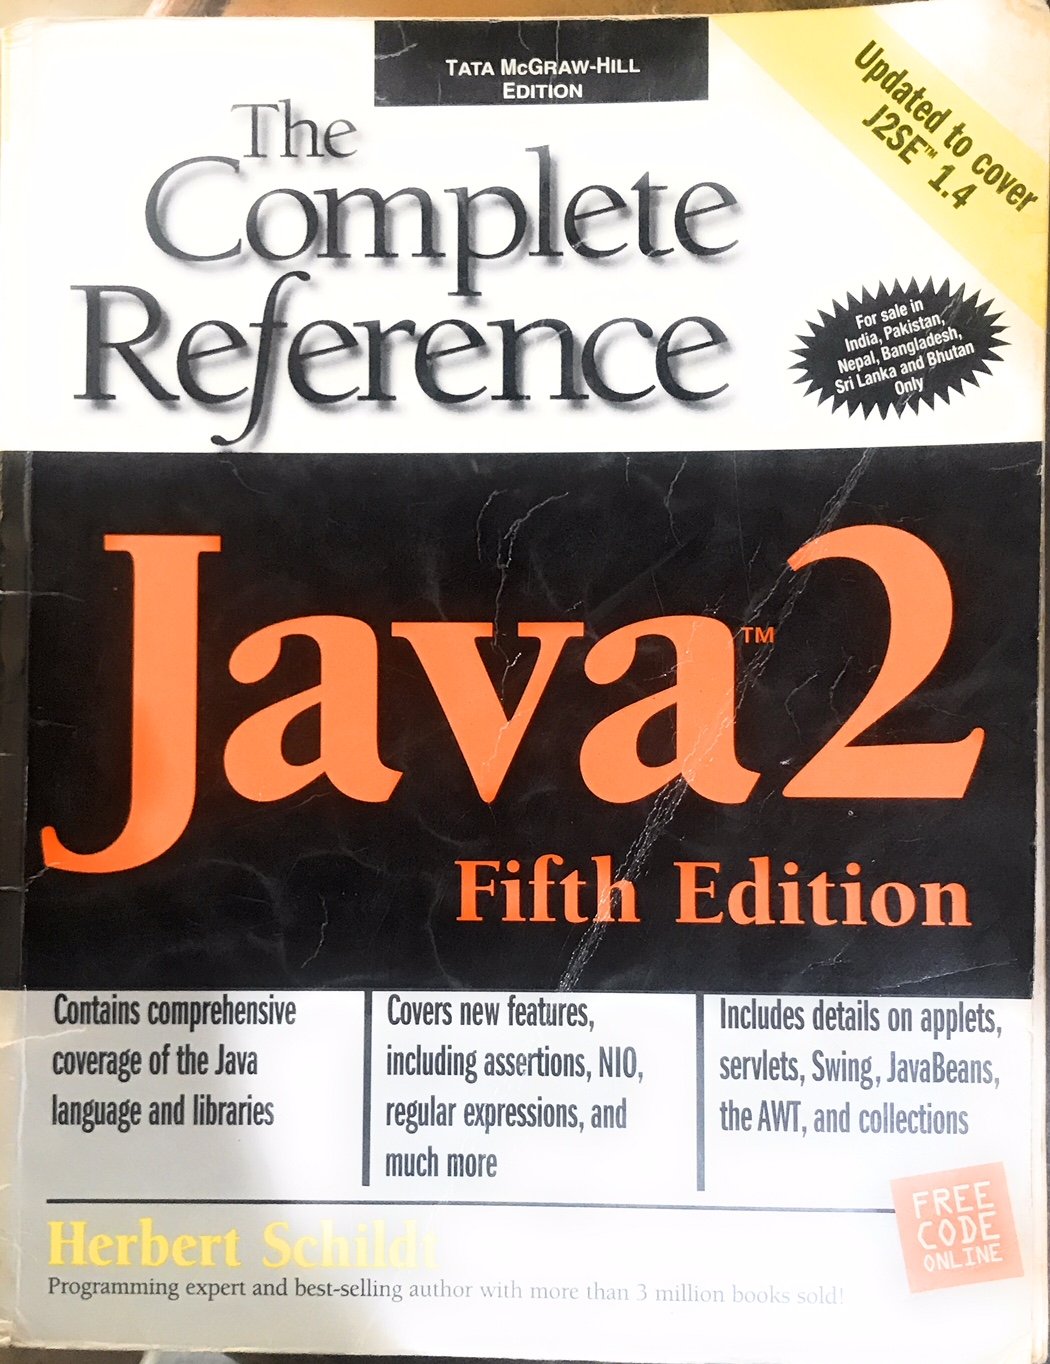 TATA MCGRAW-HILL
EDITION
Updated to cover
J2SE™ 1.4
The
Complete
Reference
For sale in
India, Pakistan,
Nepal, Bangladesh,
Sri Lanka and Bhutan
Only
Java™ 2
Fifth Edition
Contains comprehensive
coverage of the Java
language and libraries
Covers new features,
including assertions, NIO,
regular expressions, and
much more
Includes details on applets,
servlets, Swing, JavaBeans,
the AWT, and collections
FREE
CODE
ONLINE
Herbert Schildt
Programming expert and best-selling author with more than 3 million books sold!